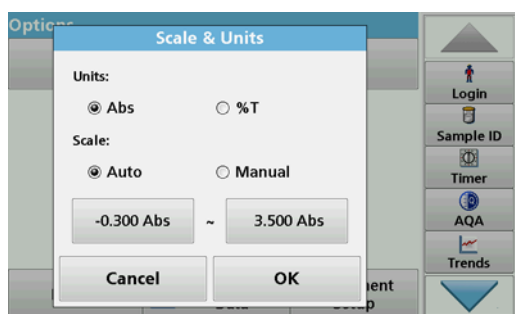 Options
Scale & Units
Units:
Abs
%T
Scale:
Auto
Manual
-0.300 Abs ~ 3.500 Abs
Cancel
OK
Login
Sample ID
Timer
AQA
Trends